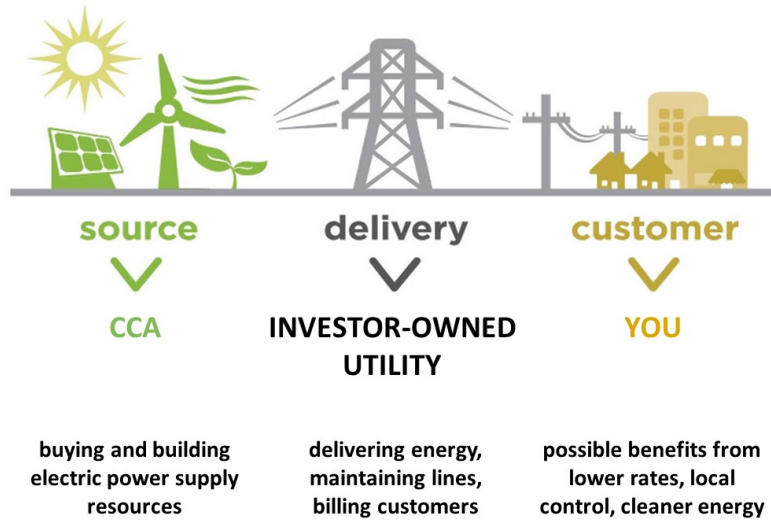 source
delivery
customer
CCA
INVESTOR-OWNED
UTILITY
YOU
buying and building
electric power supply
resources
delivering energy,
maintaining lines,
billing customers
possible benefits from
lower rates, local
control, cleaner energy